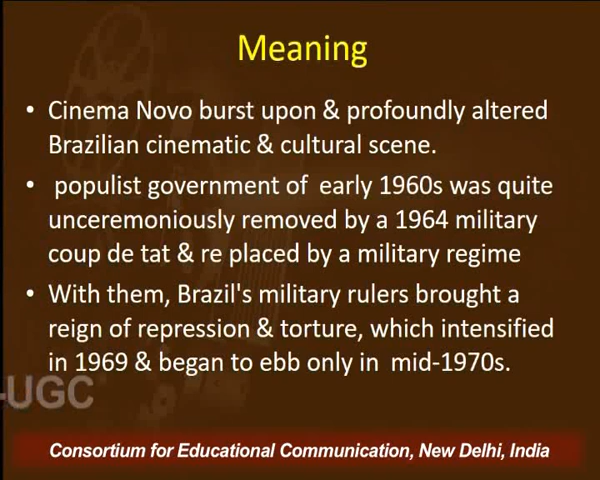 Meaning
• Cinema Novo burst upon & profoundly altered
Brazilian cinematic & cultural scene.
• populist government of early 1960s was quite
unceremoniously removed by a 1964 military
coup de tat & re placed by a military regime
• With them, Brazil's military rulers brought a
reign of repression & torture, which intensified
in 1969 & began to ebb only in mid-1970s.
-UGC
Consortium for Educational Communication, New Delhi, India